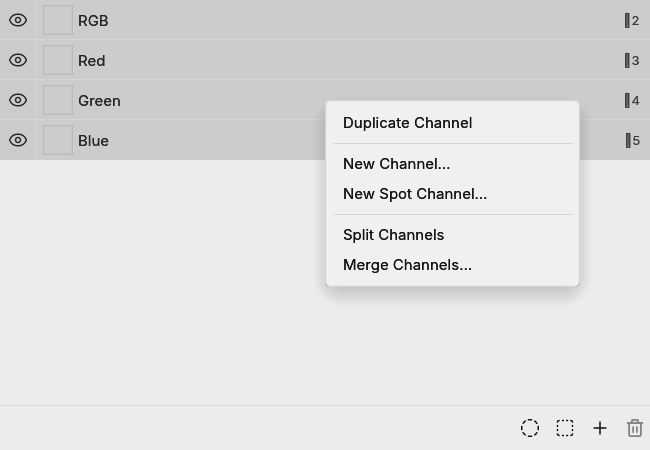 RGB 2
Red 3
Green 4
Blue 5
Duplicate Channel
New Channel...
New Spot Channel...
Split Channels
Merge Channels...